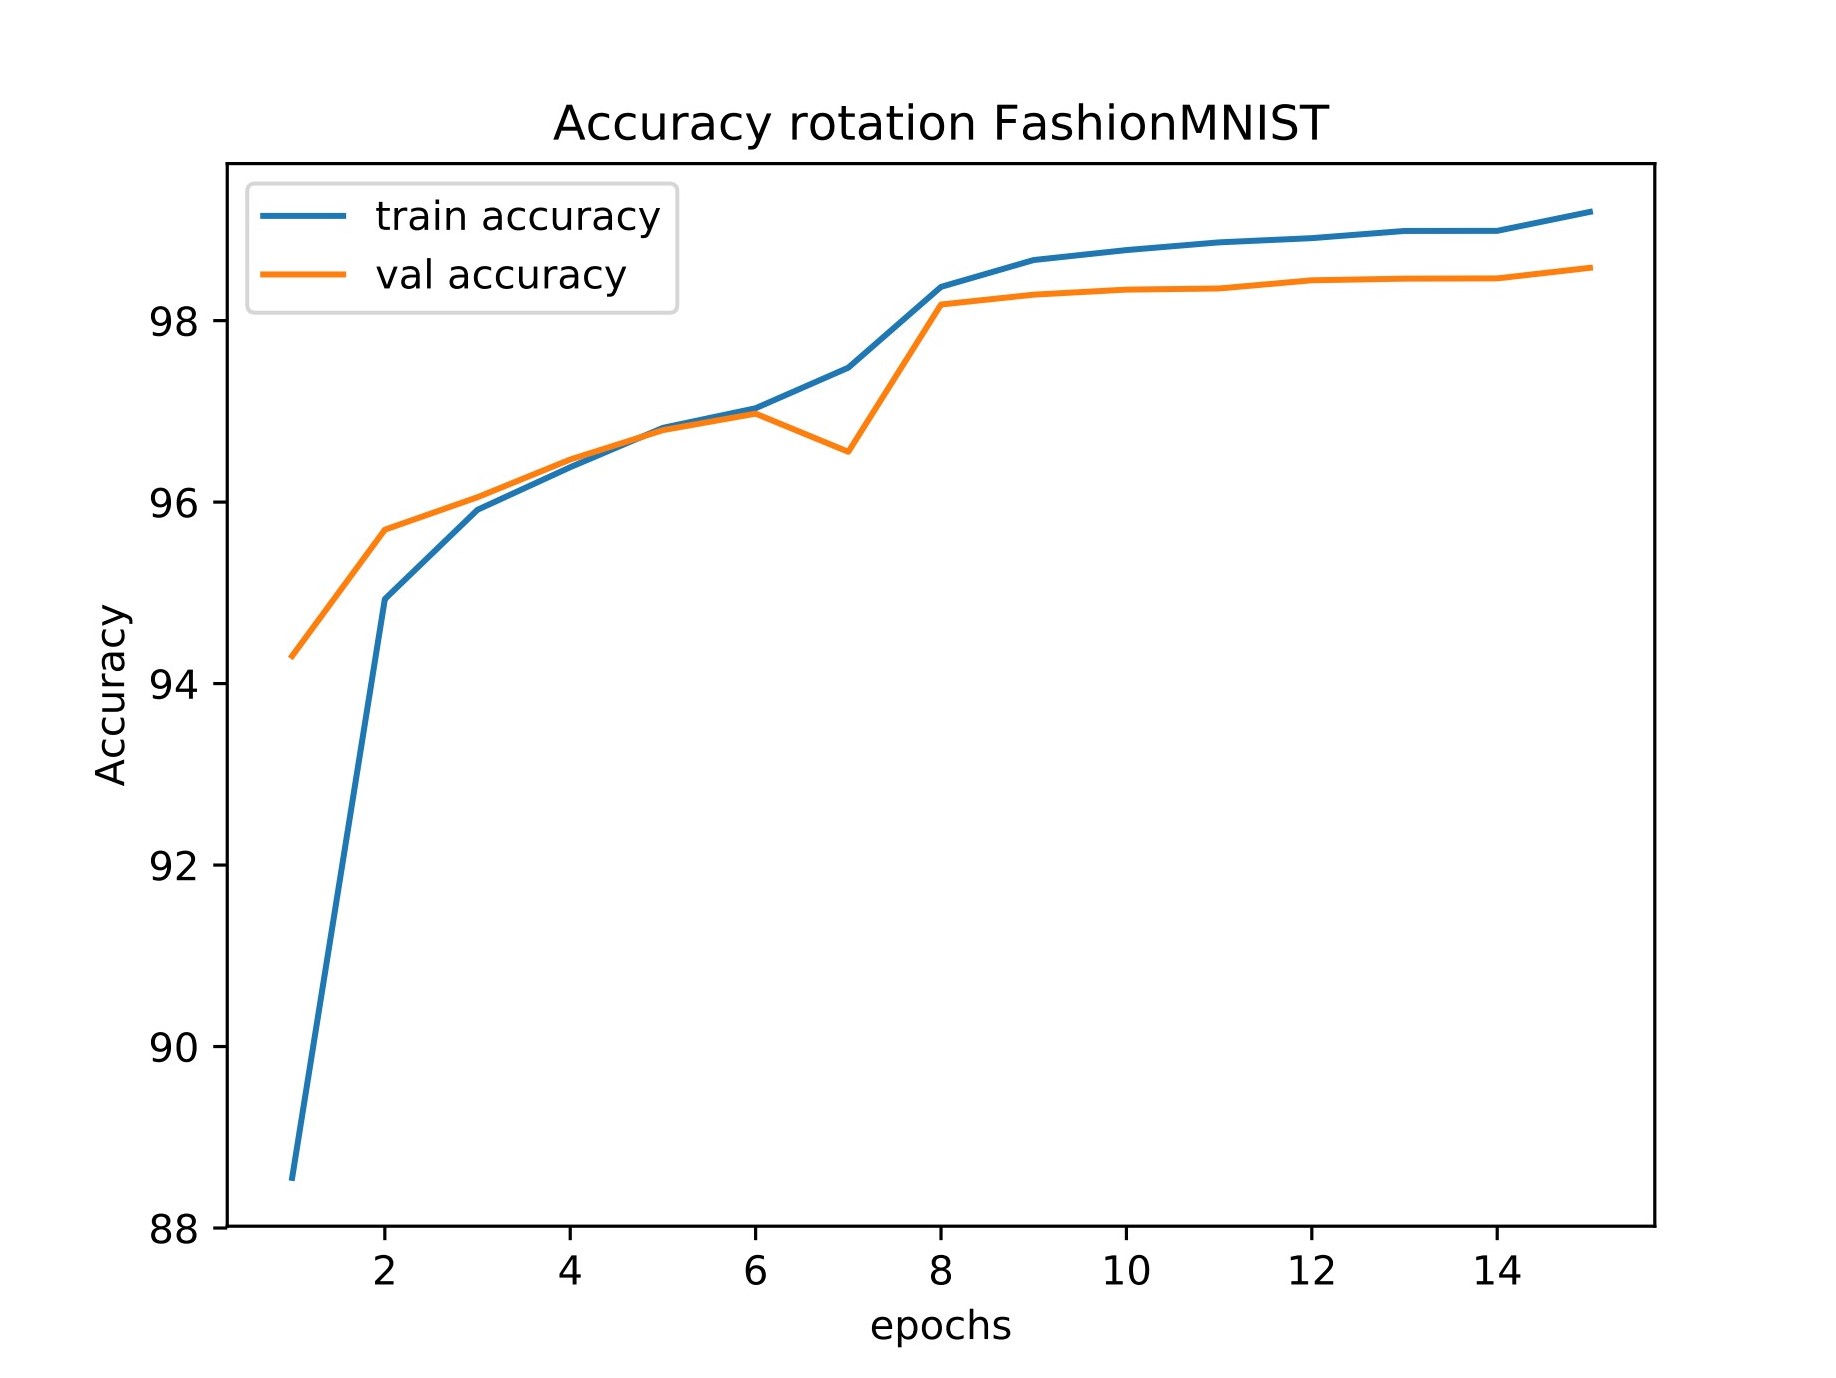 Accuracy rotation FashionMNIST
train accuracy
val accuracy
98
96
94
92
90
88
Accuracy
2 4 6 8 10 12 14
epochs